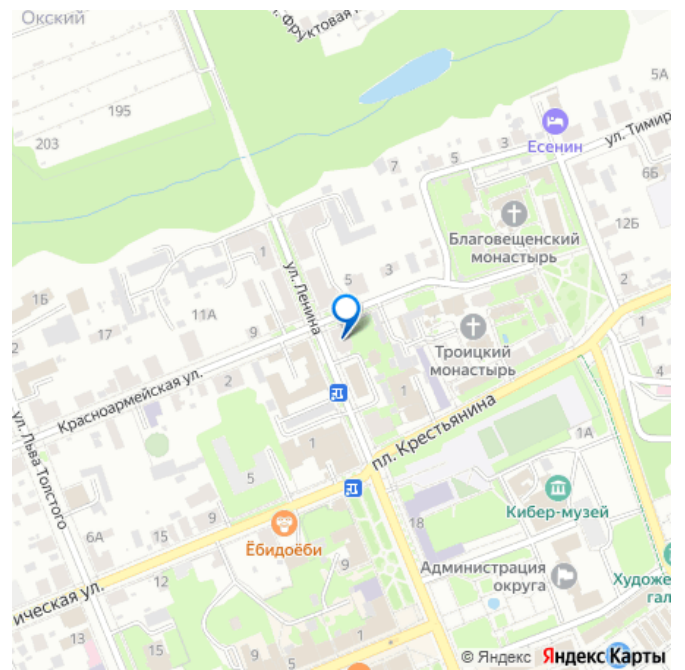 Окский
195
203
5А
Есенин
ул. Тимир
7
5
3
6Б
Благовещенский
монастырь
12Б
1
ул. Ленина
5
3
2
1Б
11А
17
9
2
Троицкий
монастырь
Красноармейская ул.
2
1
4
ул. Льва Толстого
1
пл. Крестьянина
1А
5
Кибер-музей
9
18
6А
15
Ёбидоёби
Администрация
округа
12
9
9
Художе
гал
ическая ул.
13
15
5
1
© Яндекс Яндекс Карты